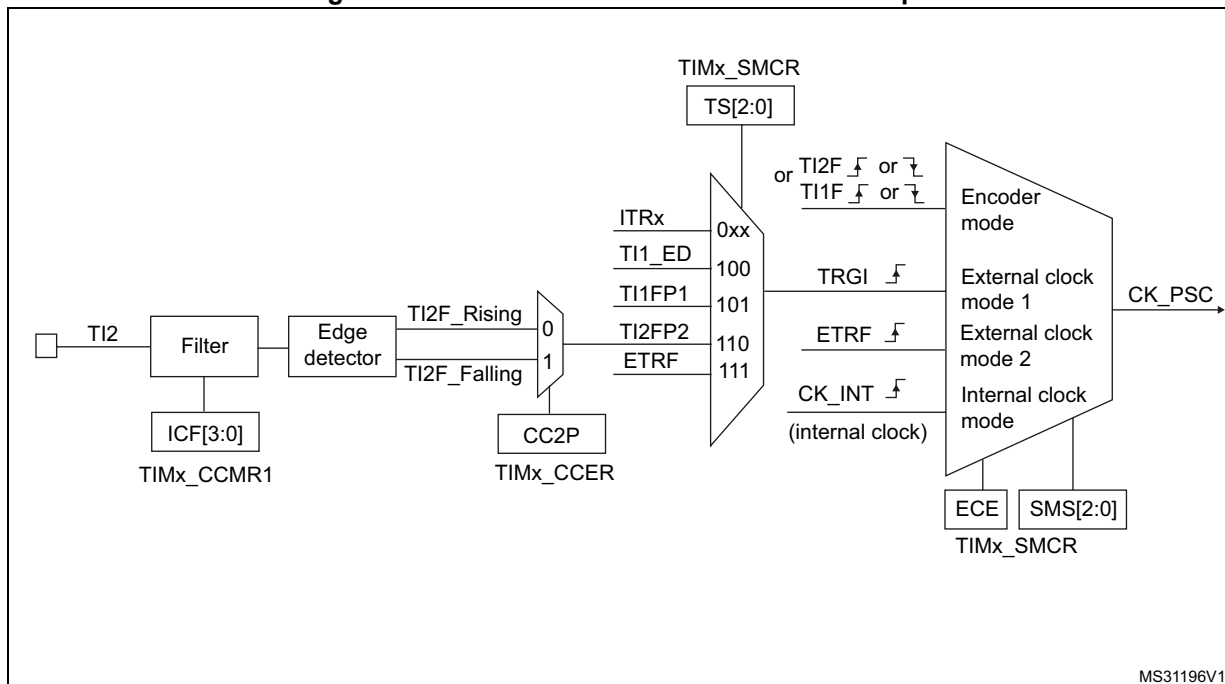 TIMx_SMCR
TS[2:0]
or TI2F or
TI1F or
Encoder
mode
ITRx
0xx
TI1_ED
100
TRGI
External clock
mode 1
CK_PSC
TI1FP1
101
TI2F_Rising
0
TI2
Filter
Edge
detector
TI2FP2
110
ETRF
External clock
mode 2
1
ETRF
111
TI2F_Falling
CK_INT
Internal clock
mode
(internal clock)
ICF[3:0]
CC2P
TIMx_CCMR1
TIMx_CCER
ECE
SMS[2:0]
TIMx_SMCR
MS31196V1